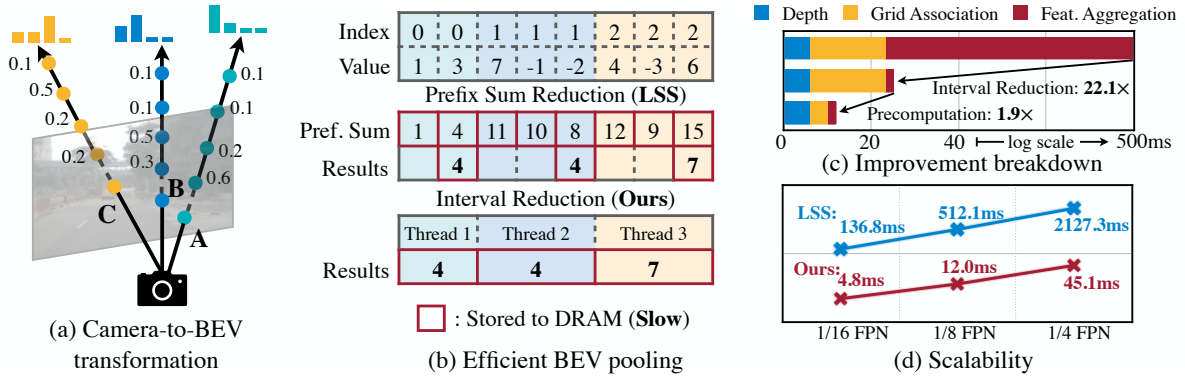 0.1
0.5
0.2
0.2
C
0.1
0.1
0.5
0.3
B
0.1
0.1
0.2
0.6
A
(a) Camera-to-BEV
transformation
Index 0 0 1 1 1 2 2 2
Value 1 3 7 -1 -2 4 -3 6
Prefix Sum Reduction (LSS)
Pref. Sum 1 4 11 10 8 12 9 15
Results 4 4 7
Interval Reduction (Ours)
Thread 1 Thread 2 Thread 3
Results 4 4 7
: Stored to DRAM (Slow)
(b) Efficient BEV pooling
Depth Grid Association Feat. Aggregation
Interval Reduction: 22.1×
Precomputation: 1.9×
0 20 40 log scale 500ms
(c) Improvement breakdown
LSS: 136.8ms 512.1ms 2127.3ms
Ours: 4.8ms 12.0ms 45.1ms
1/16 FPN 1/8 FPN 1/4 FPN
(d) Scalability